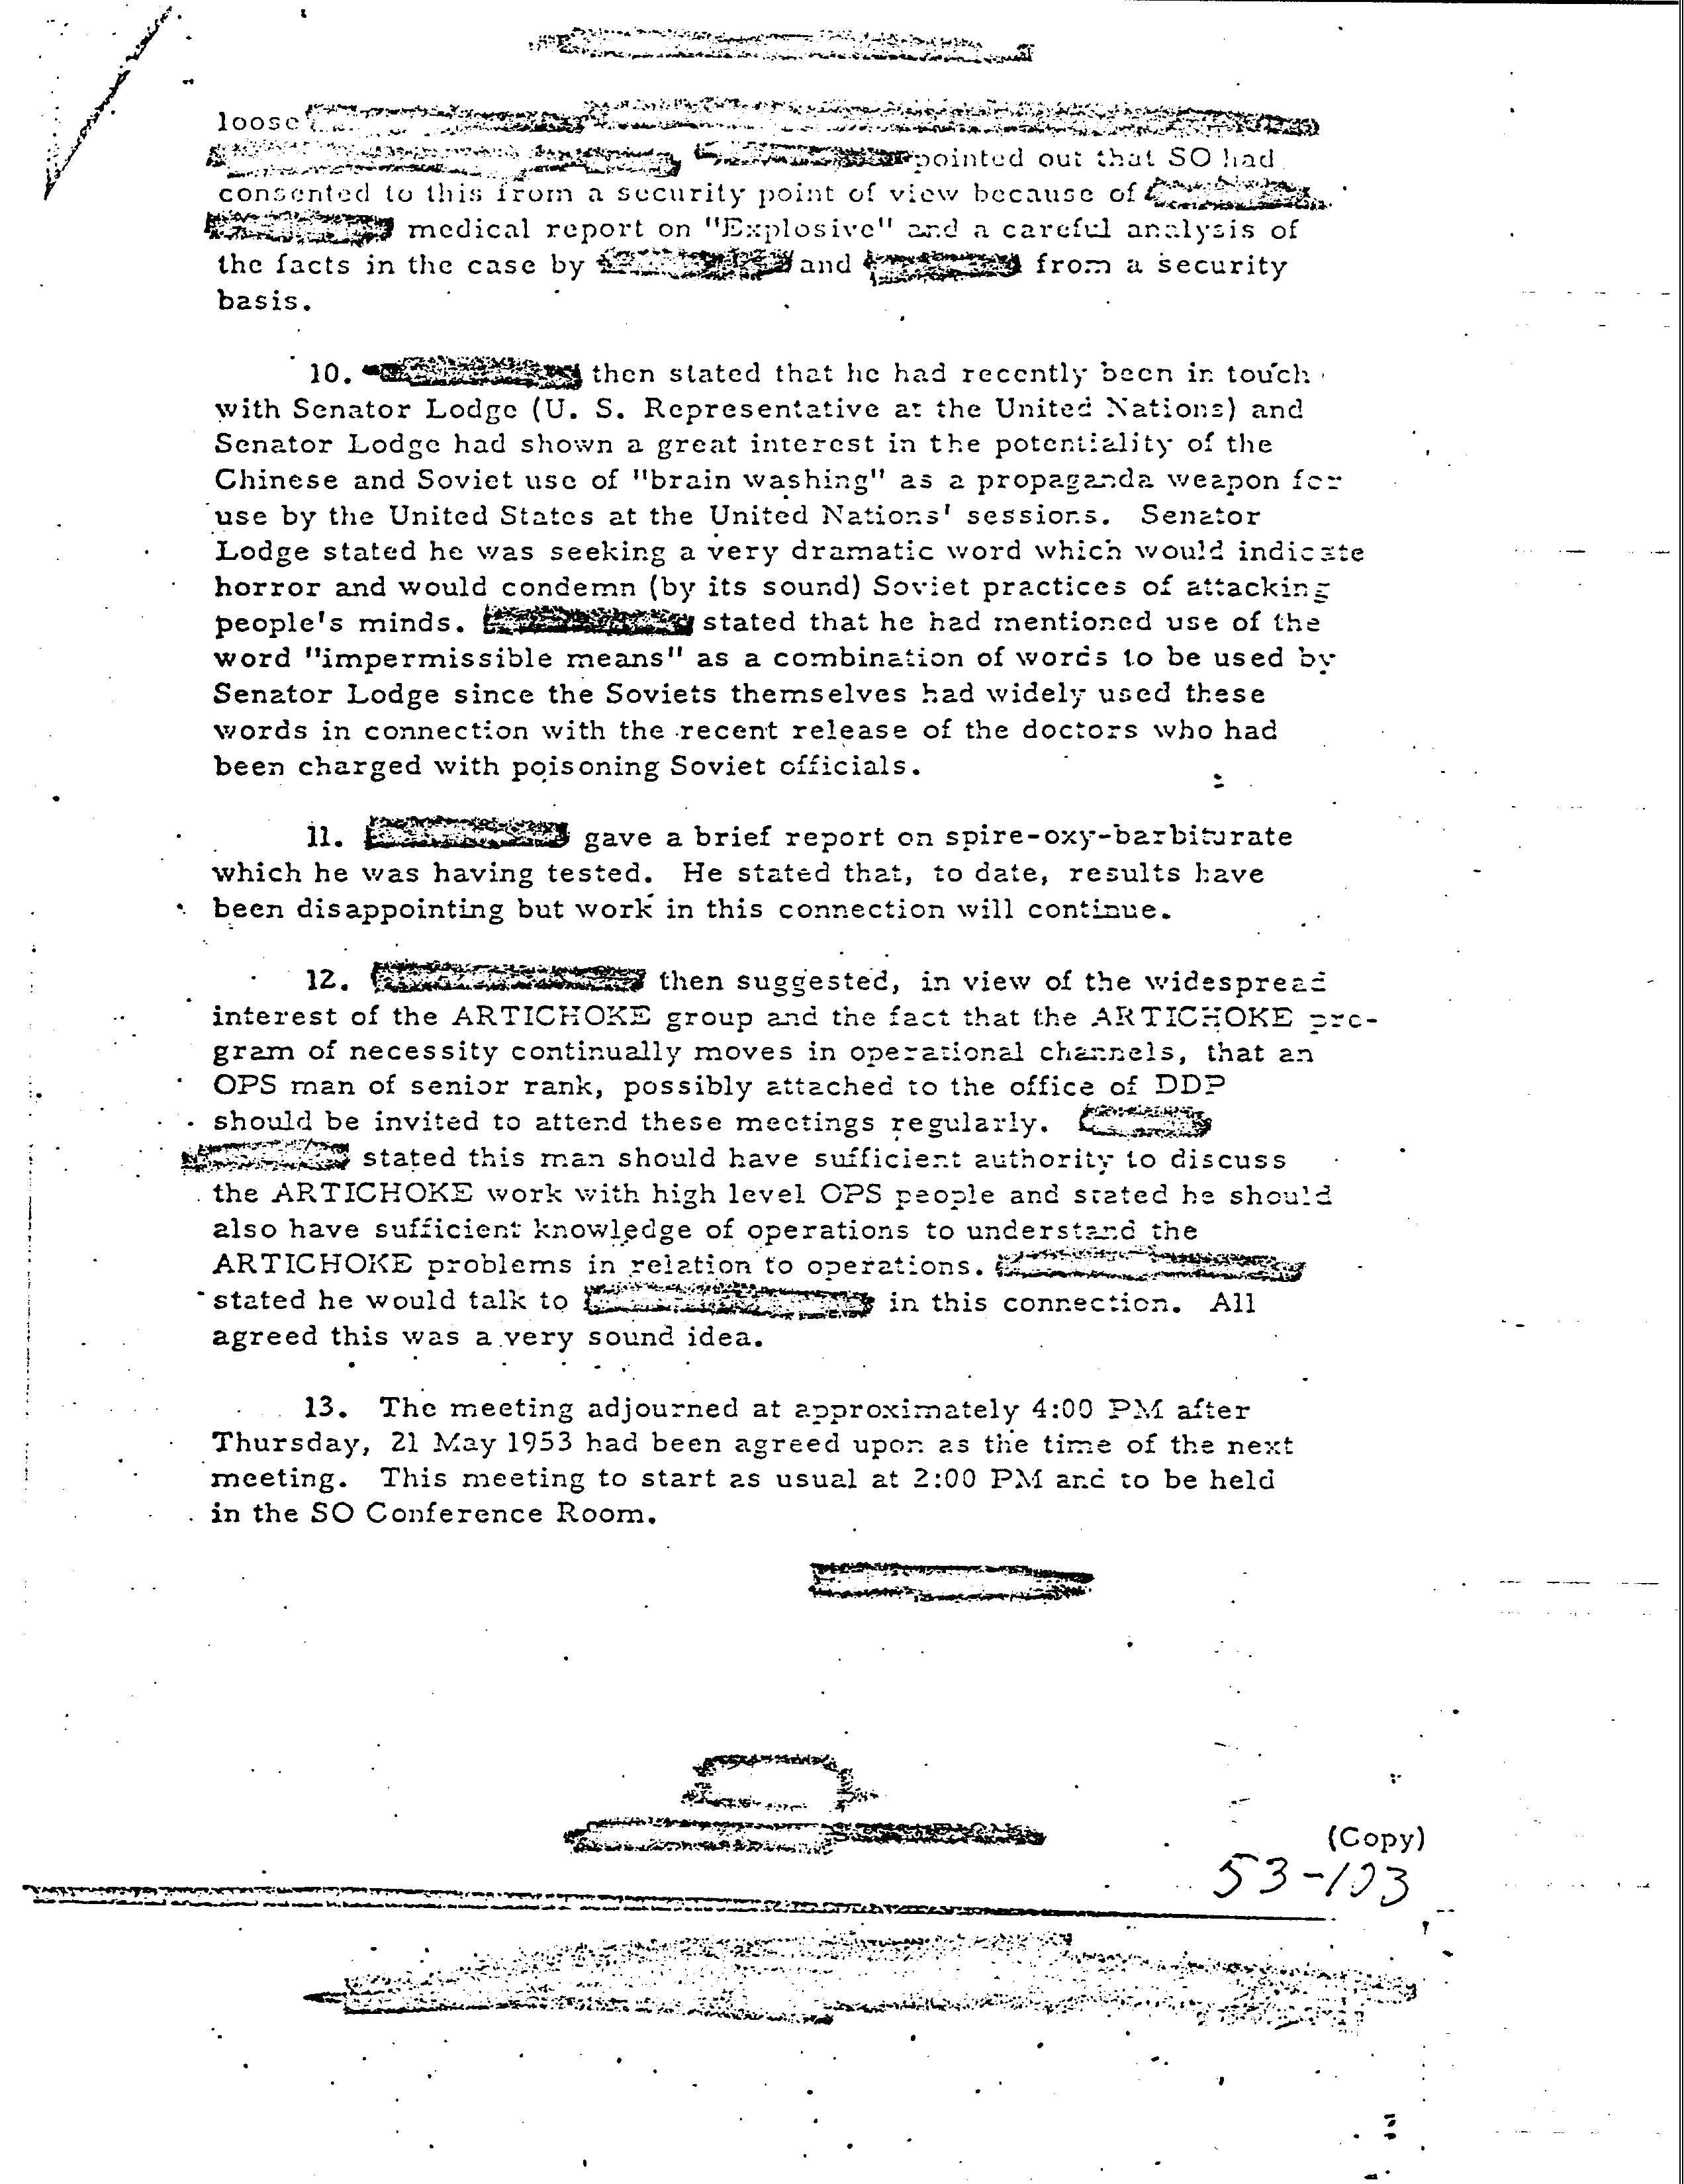 loose
pointed out that SO had
consented to this from a security point of view because of
medical report on "Explosive" and a careful analysis of
the facts in the case by and from a security
basis.
10. then stated that he had recently been in touch
with Senator Lodge (U. S. Representative at the United Nations) and
Senator Lodge had shown a great interest in the potentiality of the
Chinese and Soviet use of "brain washing" as a propaganda weapon for
use by the United States at the United Nations' sessions. Senator
Lodge stated he was seeking a very dramatic word which would indicate
horror and would condemn (by its sound) Soviet practices of attacking
people's minds. stated that he had mentioned use of the
word "impermissible means" as a combination of words to be used by
Senator Lodge since the Soviets themselves had widely used these
words in connection with the recent release of the doctors who had
been charged with poisoning Soviet officials.
11. gave a brief report on spire-oxy-barbiturate
which he was having tested. He stated that, to date, results have
been disappointing but work in this connection will continue.
12. then suggested, in view of the widespread
interest of the ARTICHOKE group and the fact that the ARTICHOKE pro-
gram of necessity continually moves in operational channels, that an
OPS man of senior rank, possibly attached to the office of DDP
should be invited to attend these meetings regularly.
stated this man should have sufficient authority to discuss
the ARTICHOKE work with high level OPS people and stated he should
also have sufficient knowledge of operations to understand the
ARTICHOKE problems in relation to operations.
stated he would talk to in this connection. All
agreed this was a very sound idea.
13. The meeting adjourned at approximately 4:00 PM after
Thursday, 21 May 1953 had been agreed upon as the time of the next
meeting. This meeting to start as usual at 2:00 PM and to be held
in the SO Conference Room.
(Copy)
53-103